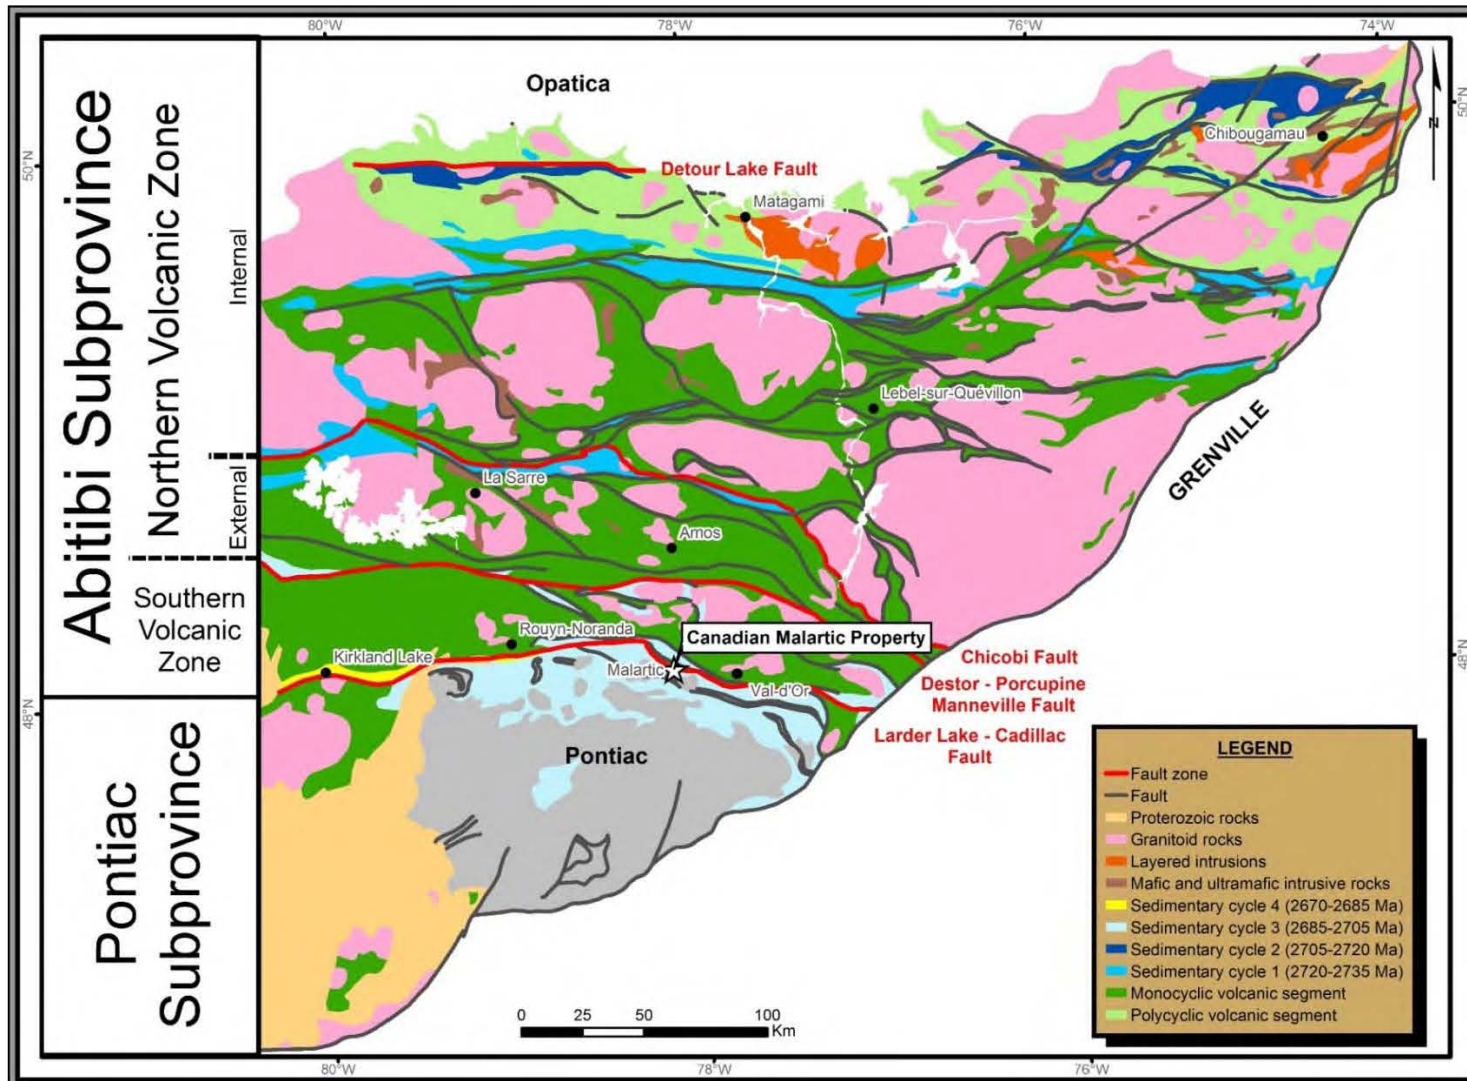 80°W
78°W
76°W
74°W
50°N
50°N
48°N
48°N
Abitibi Subprovince
Northern Volcanic Zone
Internal
External
Southern
Volcanic
Zone
Pontiac
Subprovince
Opatica
N
Chibougamau
Detour Lake Fault
Matagami
Lebel-sur-Quévillon
GRENVILLE
La Sarre
Amos
Rouyn-Noranda
Canadian Malartic Property
Kirkland Lake
Malartic
Val-d'Or
Chicobi Fault
Destor - Porcupine
Manneville Fault
Larder Lake - Cadillac
Fault
Pontiac
LEGEND
Fault zone
Fault
Proterozoic rocks
Granitoid rocks
Layered intrusions
Mafic and ultramafic intrusive rocks
Sedimentary cycle 4 (2670-2685 Ma)
Sedimentary cycle 3 (2685-2705 Ma)
Sedimentary cycle 2 (2705-2720 Ma)
Sedimentary cycle 1 (2720-2735 Ma)
Monocyclic volcanic segment
Polycyclic volcanic segment
0 25 50 100
Km
80°W
78°W
76°W